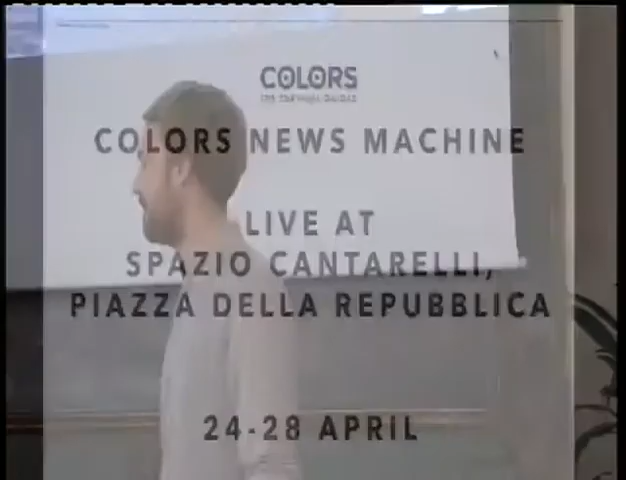 COLORS
COLORS NEWS MACHINE
LIVE AT
SPAZIO CANTARELLI,
PIAZZA DELLA REPUBBLICA
24-28 APRIL